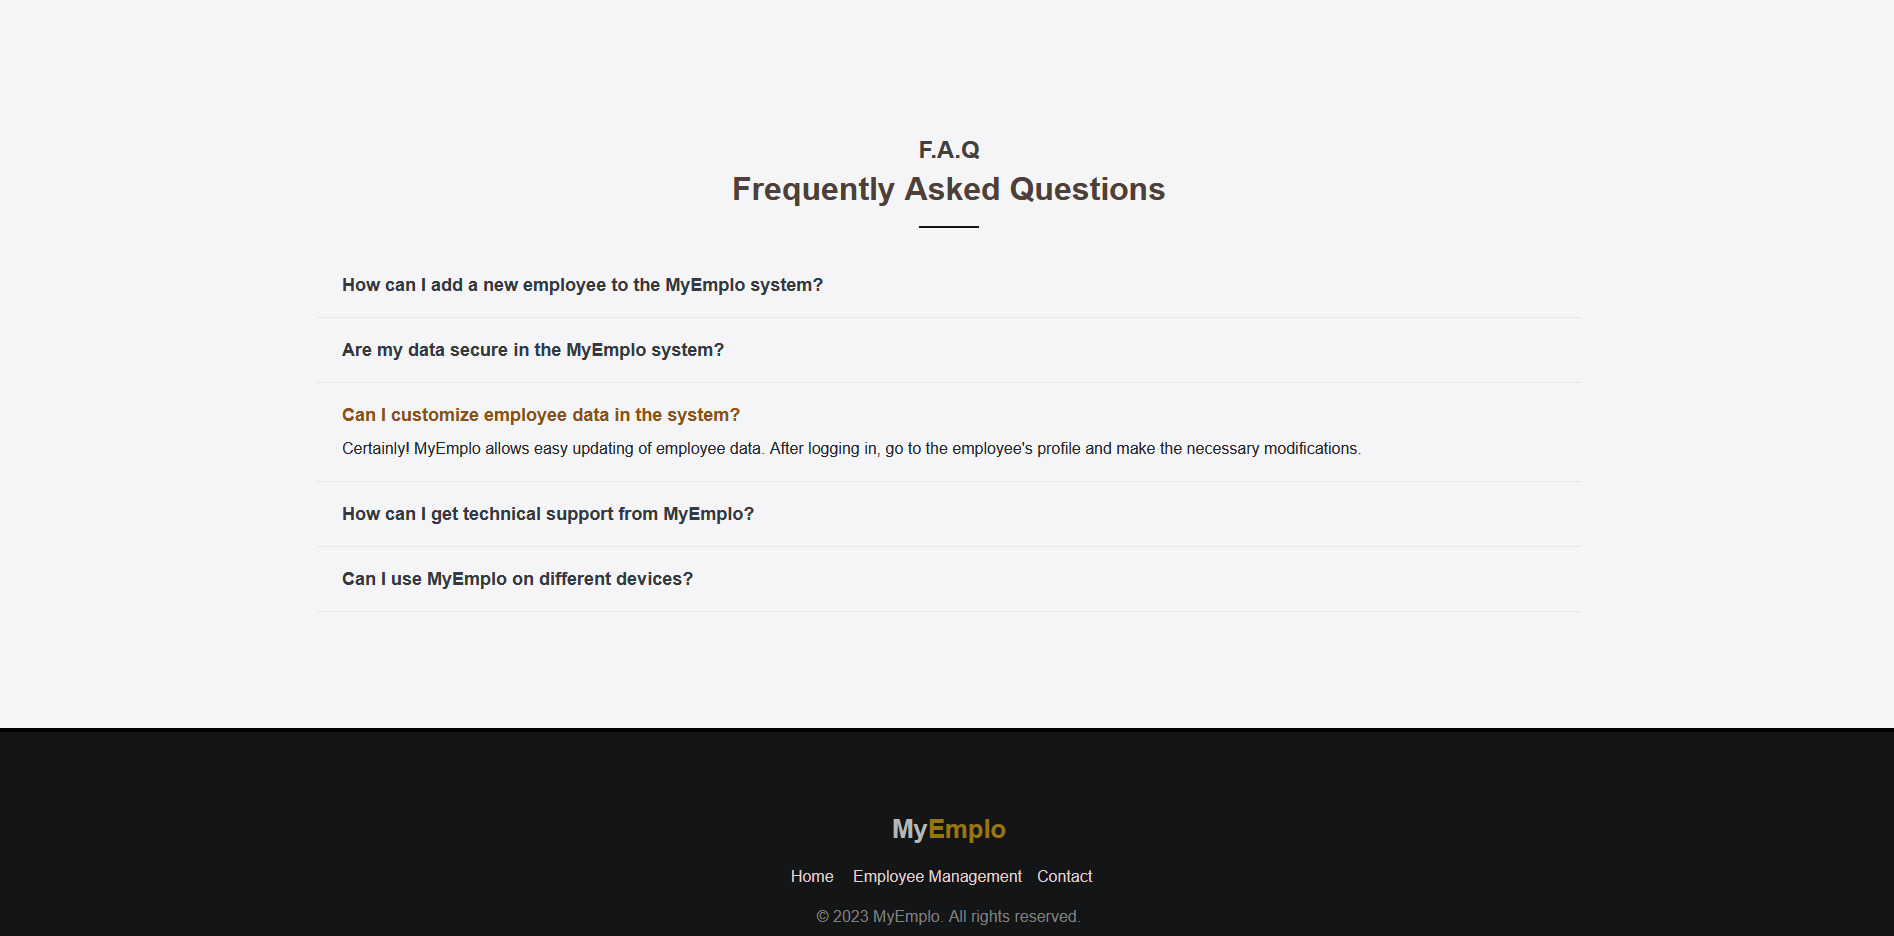 F.A.Q
Frequently Asked Questions
How can I add a new employee to the MyEmplo system?
Are my data secure in the MyEmplo system?
Can I customize employee data in the system?
Certainly! MyEmplo allows easy updating of employee data. After logging in, go to the employee's profile and make the necessary modifications.
How can I get technical support from MyEmplo?
Can I use MyEmplo on different devices?
MyEmplo
Home Employee Management Contact
© 2023 MyEmplo. All rights reserved.